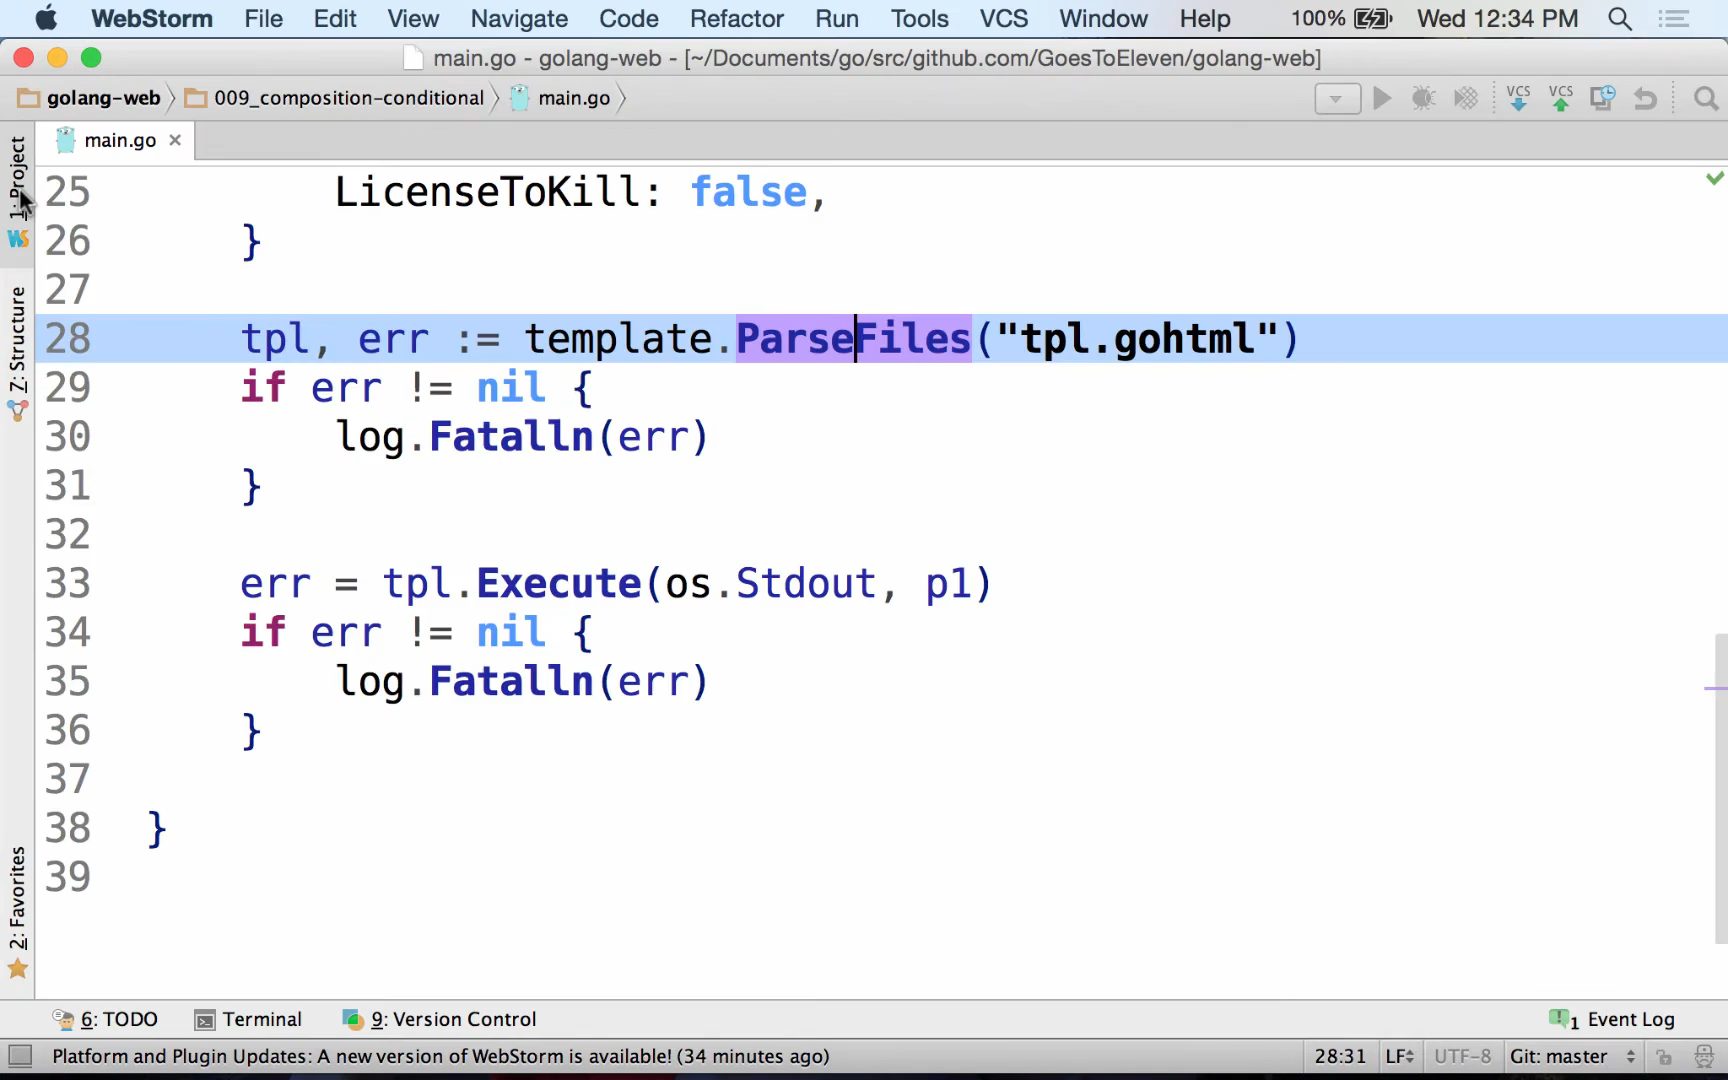 WebStorm File Edit View Navigate Code Refactor Run Tools VCS Window Help 100% Wed 12:34 PM
main.go - golang-web - [~/Documents/go/src/github.com/GoesToEleven/golang-web]
golang-web 009_composition-conditional main.go VCS VCS
main.go
1: Project
7: Structure
2: Favorites
25 LicenseToKill: false,
26 }
27
28 tpl, err := template.ParseFiles("tpl.gohtml")
29 if err != nil {
30 log.Fatalln(err)
31 }
32
33 err = tpl.Execute(os.Stdout, p1)
34 if err != nil {
35 log.Fatalln(err)
36 }
37
38 }
39
6: TODO Terminal 9: Version Control 1 Event Log
Platform and Plugin Updates: A new version of WebStorm is available! (34 minutes ago) 28:31 LF UTF-8 Git: master